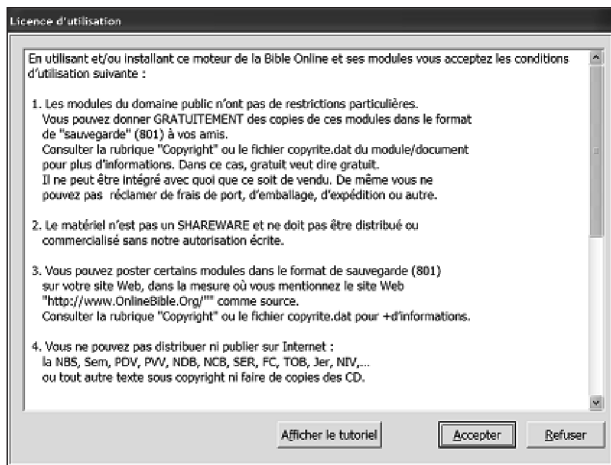 Licence d'utilisation
En utilisant et/ou installant ce moteur de la Bible Online et ses modules vous acceptez les conditions
d'utilisation suivante :
1. Les modules du domaine public n'ont pas de restrictions particulières.
Vous pouvez donner GRATUITEMENT des copies de ces modules dans le format
de "sauvegarde" (801) à vos amis.
Consulter la rubrique "Copyright" ou le fichier copyrite.dat du module/document
pour plus d'informations. Dans ce cas, gratuit veut dire gratuit.
Il ne peut être intégré avec quoi que ce soit de vendu. De même vous ne
pouvez pas réclamer de frais de port, d'emballage, d'expédition ou autre.
2. Le matériel n'est pas un SHAREWARE et ne doit pas être distribué ou
commercialisé sans notre autorisation écrite.
3. Vous pouvez poster certains modules dans le format de sauvegarde (801)
sur votre site Web, dans la mesure où vous mentionnez le site Web
"http://www.OnlineBible.Org/"" comme source.
Consulter la rubrique "Copyright" ou le fichier copyrite.dat pour +d'informations.
4. Vous ne pouvez pas distribuer ni publier sur Internet :
la NBS, Sem, PDV, PVV, NDB, NCB, SER, FC, TOB, Jer, NIV,...
ou tout autre texte sous copyright ni faire de copies des CD.
Afficher le tutoriel
Accepter
Refuser